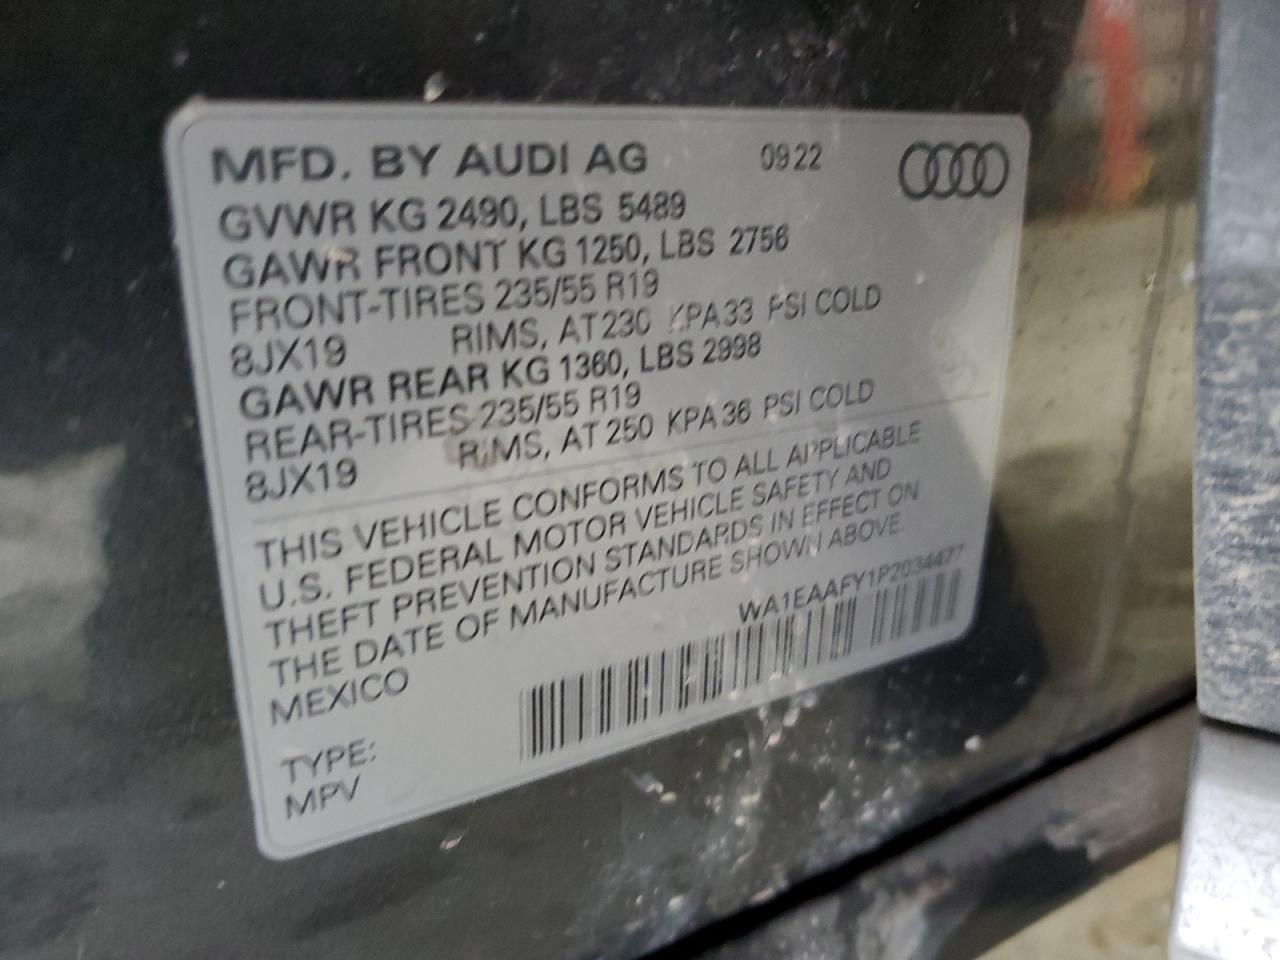 MFD. BY AUDI AG 0922
GVWR KG 2490, LBS 5489
GAWR FRONT KG 1250, LBS 2756
FRONT-TIRES 235/55 R19
8JX19 RIMS, AT 230 KPA 33 PSI COLD
GAWR REAR KG 1360, LBS 2998
REAR-TIRES 235/55 R19
8JX19 RIMS, AT 250 KPA 36 PSI COLD
THIS VEHICLE CONFORMS TO ALL APPLICABLE
U.S. FEDERAL MOTOR VEHICLE SAFETY AND
THEFT PREVENTION STANDARDS IN EFFECT ON
THE DATE OF MANUFACTURE SHOWN ABOVE.
MEXICO WA1EAAFY1P2034477
TYPE:
MPV